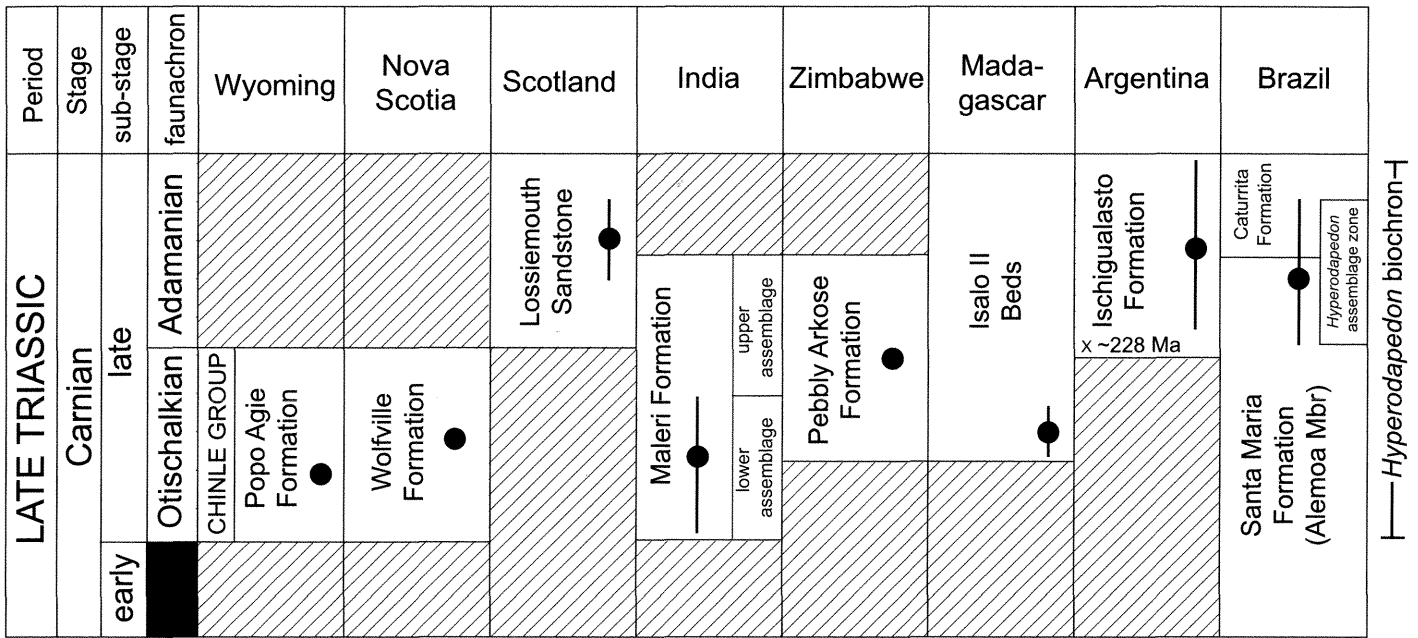 Period
Stage
sub-stage
faunachron
Wyoming
Nova
Scotia
Scotland
India
Zimbabwe
Mada-
gascar
Argentina
Brazil
LATE TRIASSIC
Carnian
late
early
Adamanian
Otischalkian
CHINLE GROUP
Popo Agie
Formation
Wolfville
Formation
Lossiemouth
Sandstone
Maleri Formation
upper
assemblage
lower
assemblage
Pebbly Arkose
Formation
Isalo II
Beds
Ischigualasto
Formation
x ~228 Ma
Caturrita
Formation
Hyperodapedon
assemblage zone
Santa Maria
Formation
(Alemoa Mbr)
Hyperodapedon biochron